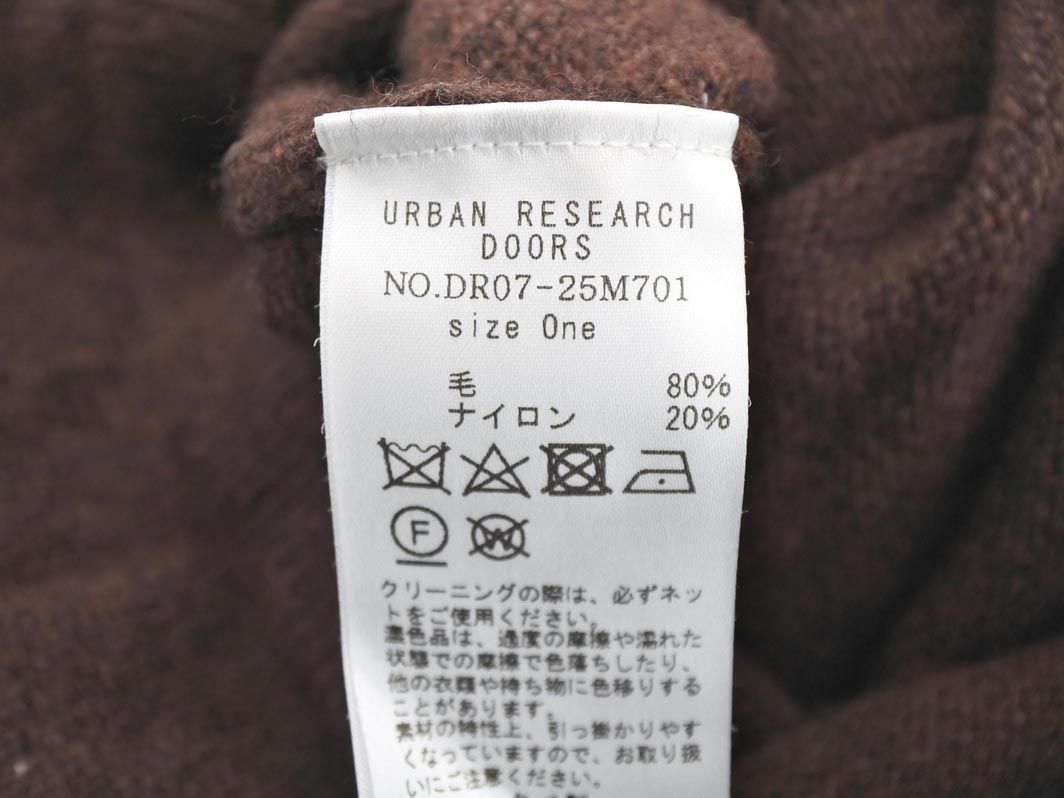 URBAN RESEARCH
DOORS
NO.DR07-25M701
size One
毛 80%
ナイロン 20%
F
W
クリーニングの際は、必ずネッ
トをご使用ください。
濃色品は、過度の摩擦や濡れた
状態での摩擦で色落ちしたり、
他の衣類や持ち物に色移りする
ことがあります。
素材の特性上、引っ掛かりやす
くなっていますので、お取り扱
いにご注意ください。